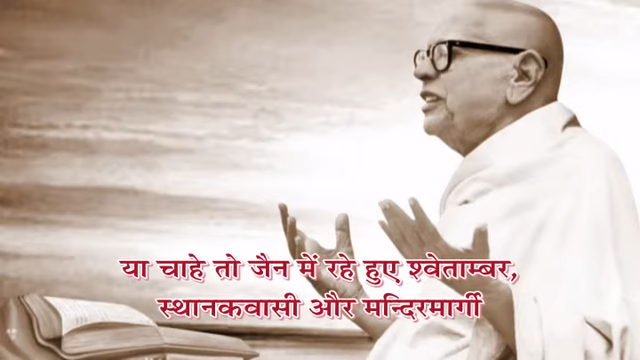 या चाहे तो जैन में रहे हुए श्वेताम्बर,
स्थानकवासी और मन्दिरमार्गी